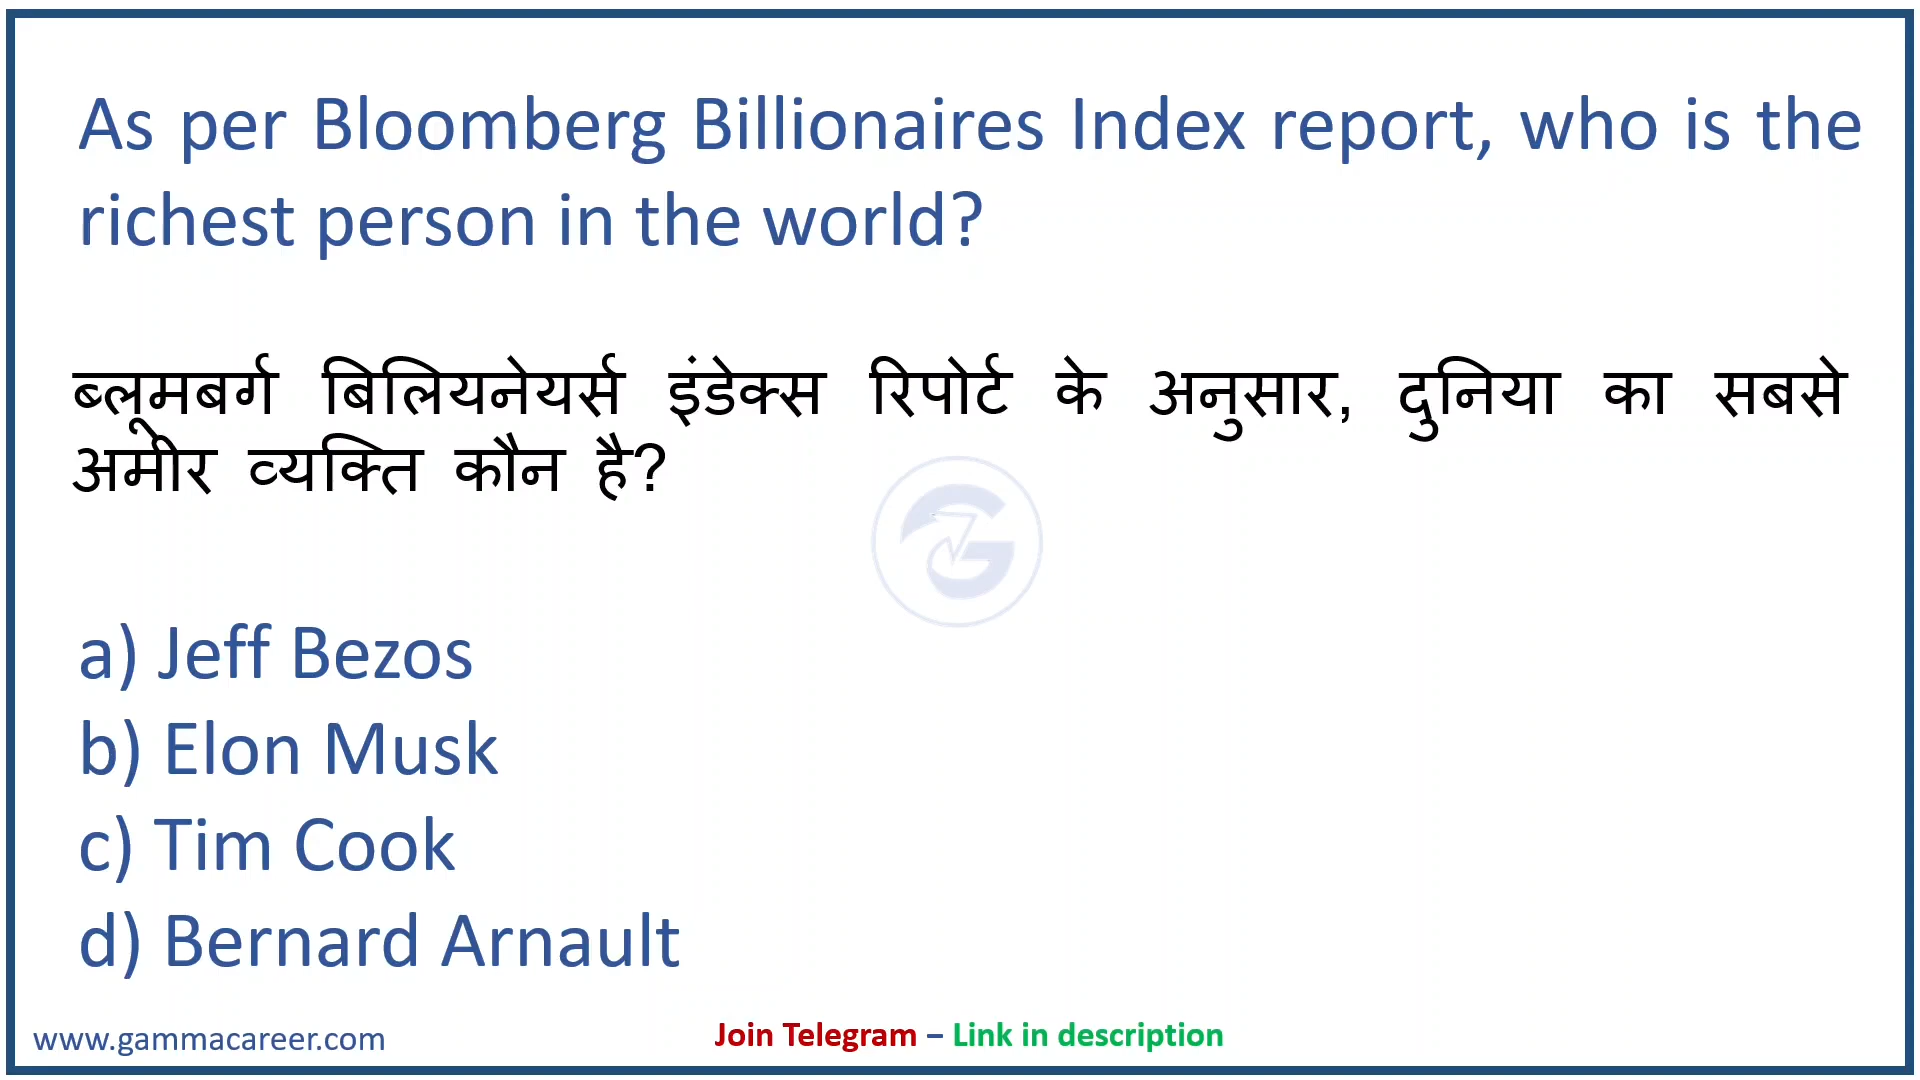 As per Bloomberg Billionaires Index report, who is the
richest person in the world?
ब्लूमबर्ग बिलियनेयर्स इंडेक्स रिपोर्ट के अनुसार, दुनिया का सबसे
अमीर व्यक्ति कौन है?
a) Jeff Bezos
b) Elon Musk
c) Tim Cook
d) Bernard Arnault
www.gammacareer.com
Join Telegram – Link in description